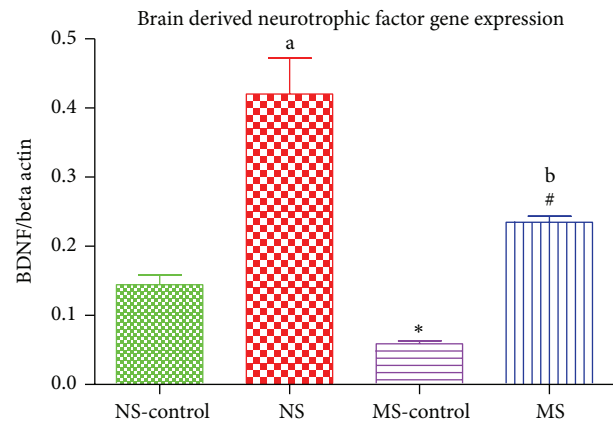 Brain derived neurotrophic factor gene expression
BDNF/beta actin
0.5
0.4
0.3
0.2
0.1
0.0
a
*
b
#
NS-control NS MS-control MS